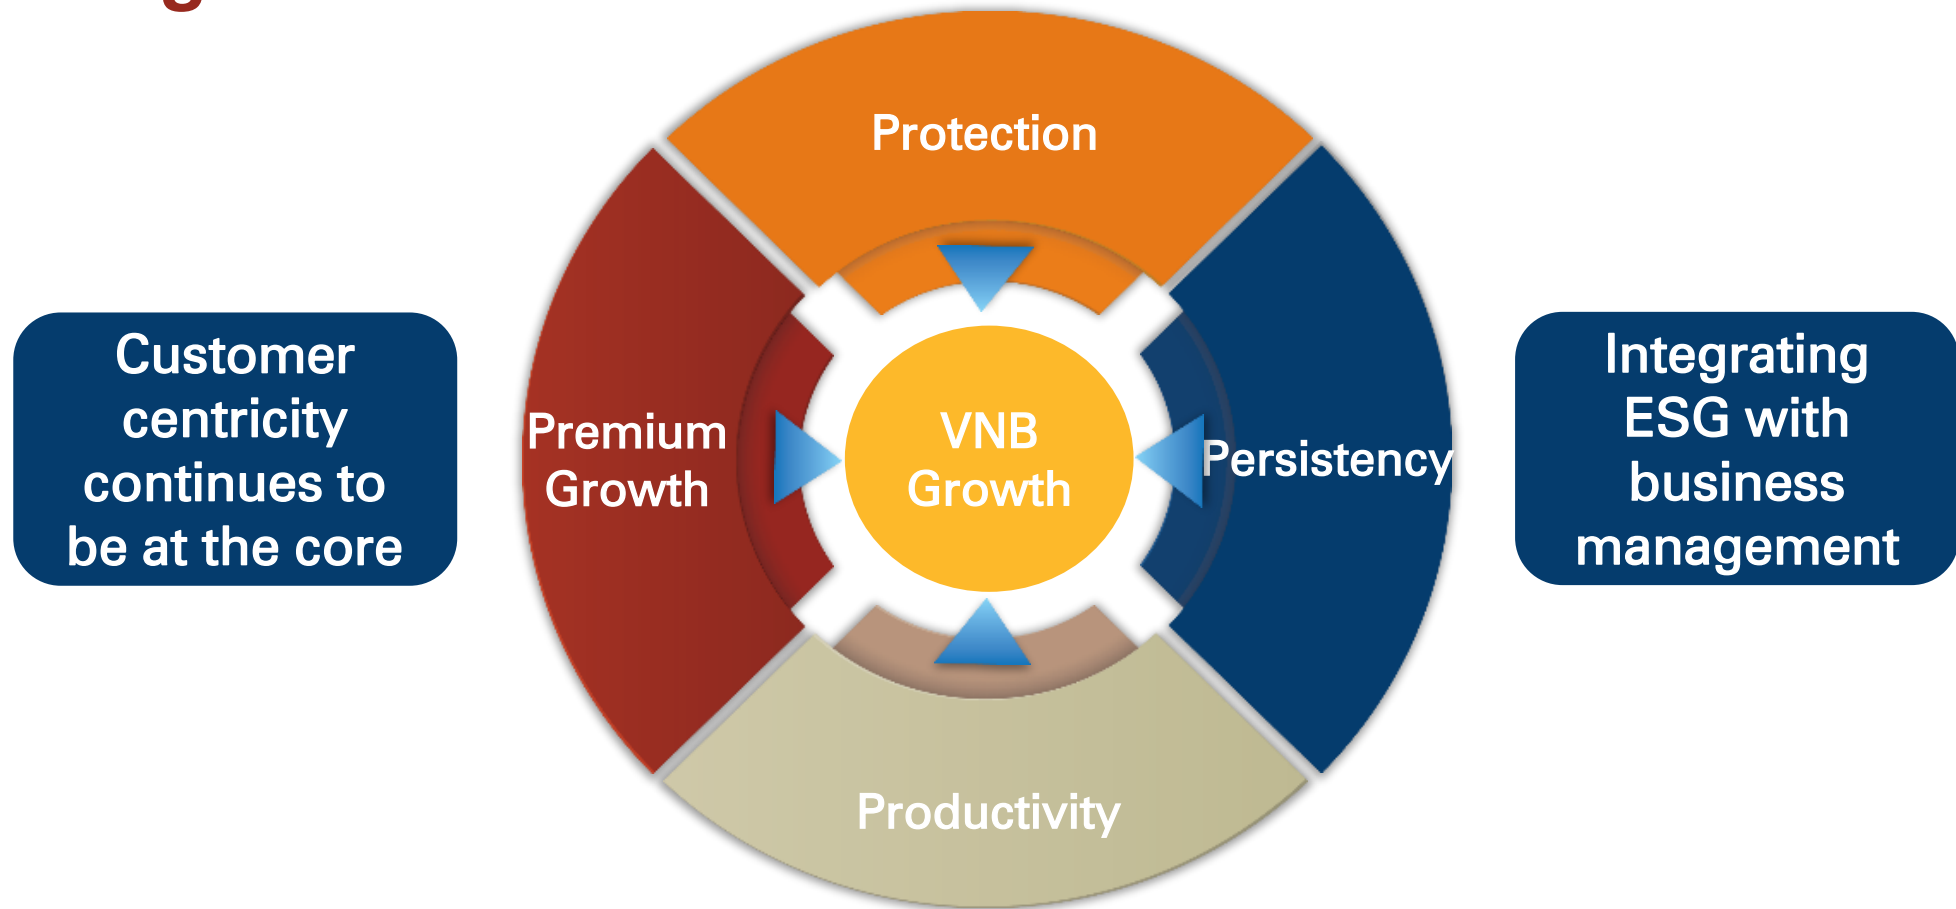 Protection
Customer
centricity
continues to
be at the core
Premium
Growth
VNB
Growth
Persistency
Integrating
ESG with
business
management
Productivity